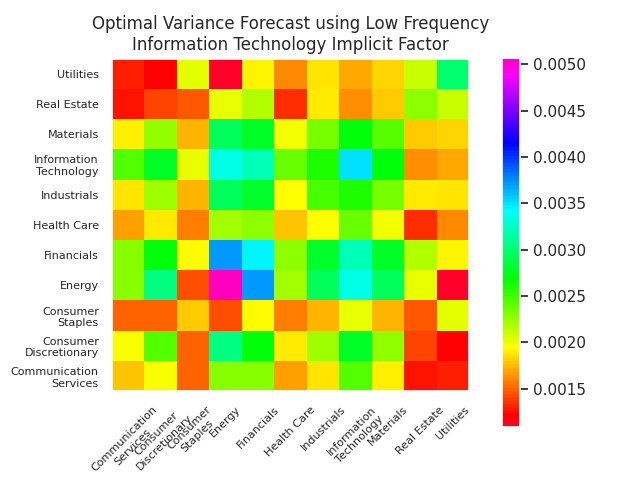 Optimal Variance Forecast using Low Frequency
Information Technology Implicit Factor
Utilities
Real Estate
Materials
Information
Technology
Industrials
Health Care
Financials
Energy
Consumer
Staples
Consumer
Discretionary
Communication
Services
0.0050
0.0045
0.0040
0.0035
0.0030
0.0025
0.0020
0.0015
Communication
Services
Consumer
Discretionary
Consumer
Staples
Energy
Financials
Health Care
Industrials
Information
Technology
Materials
Real Estate
Utilities